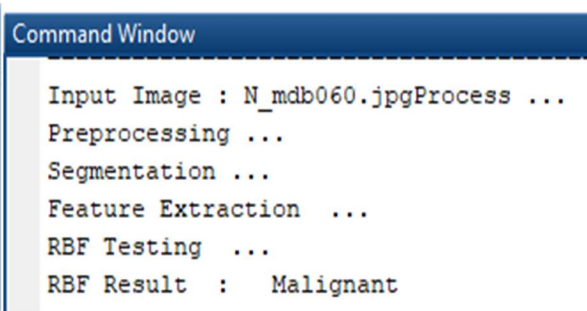 Command Window
Input Image : N_mdb060.jpgProcess ...
Preprocessing ...
Segmentation ...
Feature Extraction  ...
RBF Testing  ...
RBF Result  :   Malignant